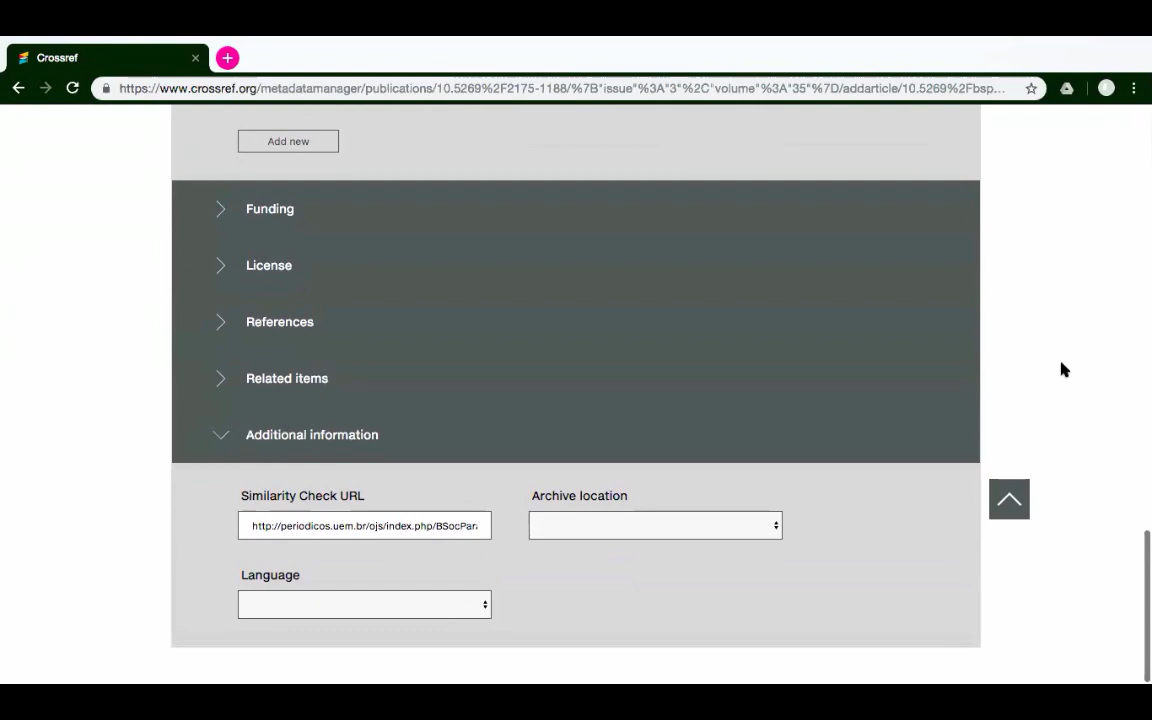 Crossref
https://www.crossref.org/metadatamanager/publications/10.5269%2F2175-1188/%7B"issue"%3A"3"%2C"volume"%3A"35"%7D/addarticle/10.5269%2Fbsp...
Add new
Funding
License
References
Related items
Additional information
Similarity Check URL
Archive location
http://periodicos.uem.br/ojs/index.php/BSocPar
Language